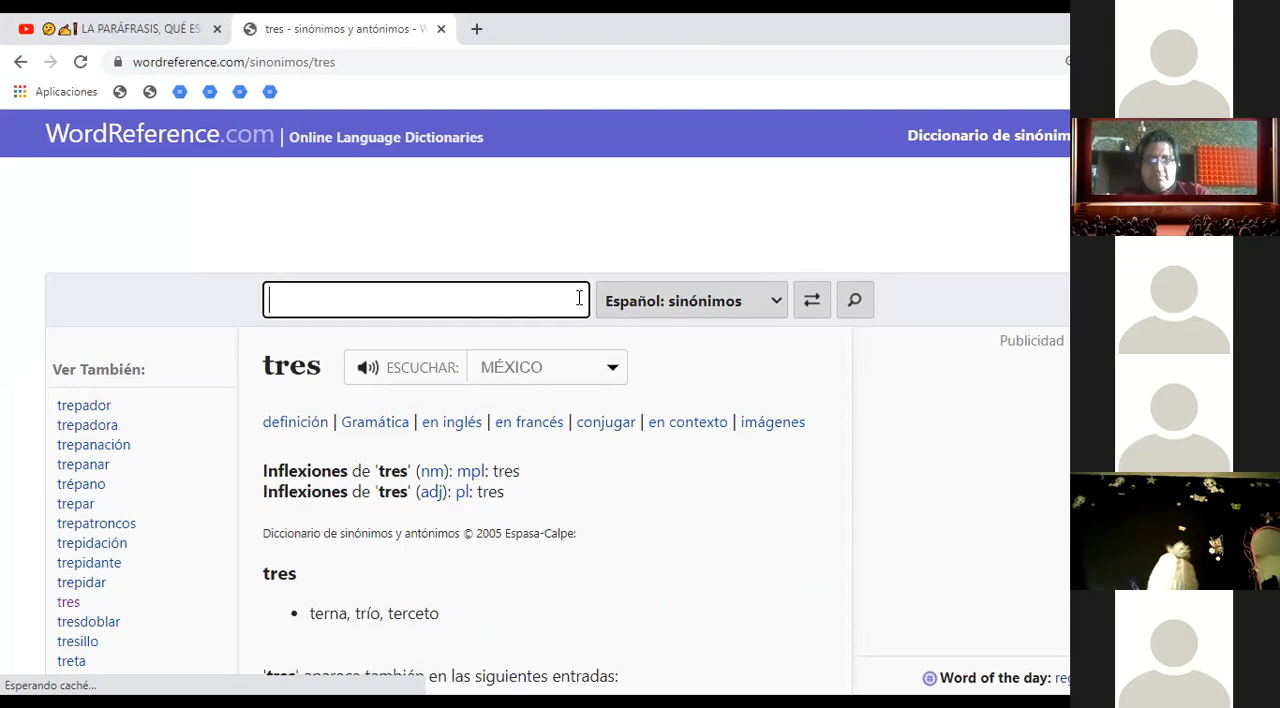 LA PARÁFRASIS, QUÉ ES
tres - sinónimos y antónimos - W
wordreference.com/sinonimos/tres
Aplicaciones
WordReference.com | Online Language Dictionaries
Diccionario de sinónim
Español: sinónimos
Publicidad
Ver También:
trepador
trepadora
trepanación
trepanar
trépano
trepar
trepatroncos
trepidación
trepidante
trepidar
tres
tresdoblar
tresillo
treta
tres
ESCUCHAR:
MÉXICO
definición | Gramática | en inglés | en francés | conjugar | en contexto | imágenes
Inflexiones de 'tres' (nm): mpl: tres
Inflexiones de 'tres' (adj): pl: tres
Diccionario de sinónimos y antónimos © 2005 Espasa-Calpe:
tres
• terna, trío, terceto
'tres' aparece también en las siguientes entradas:
Word of the day: reg
Esperando caché...